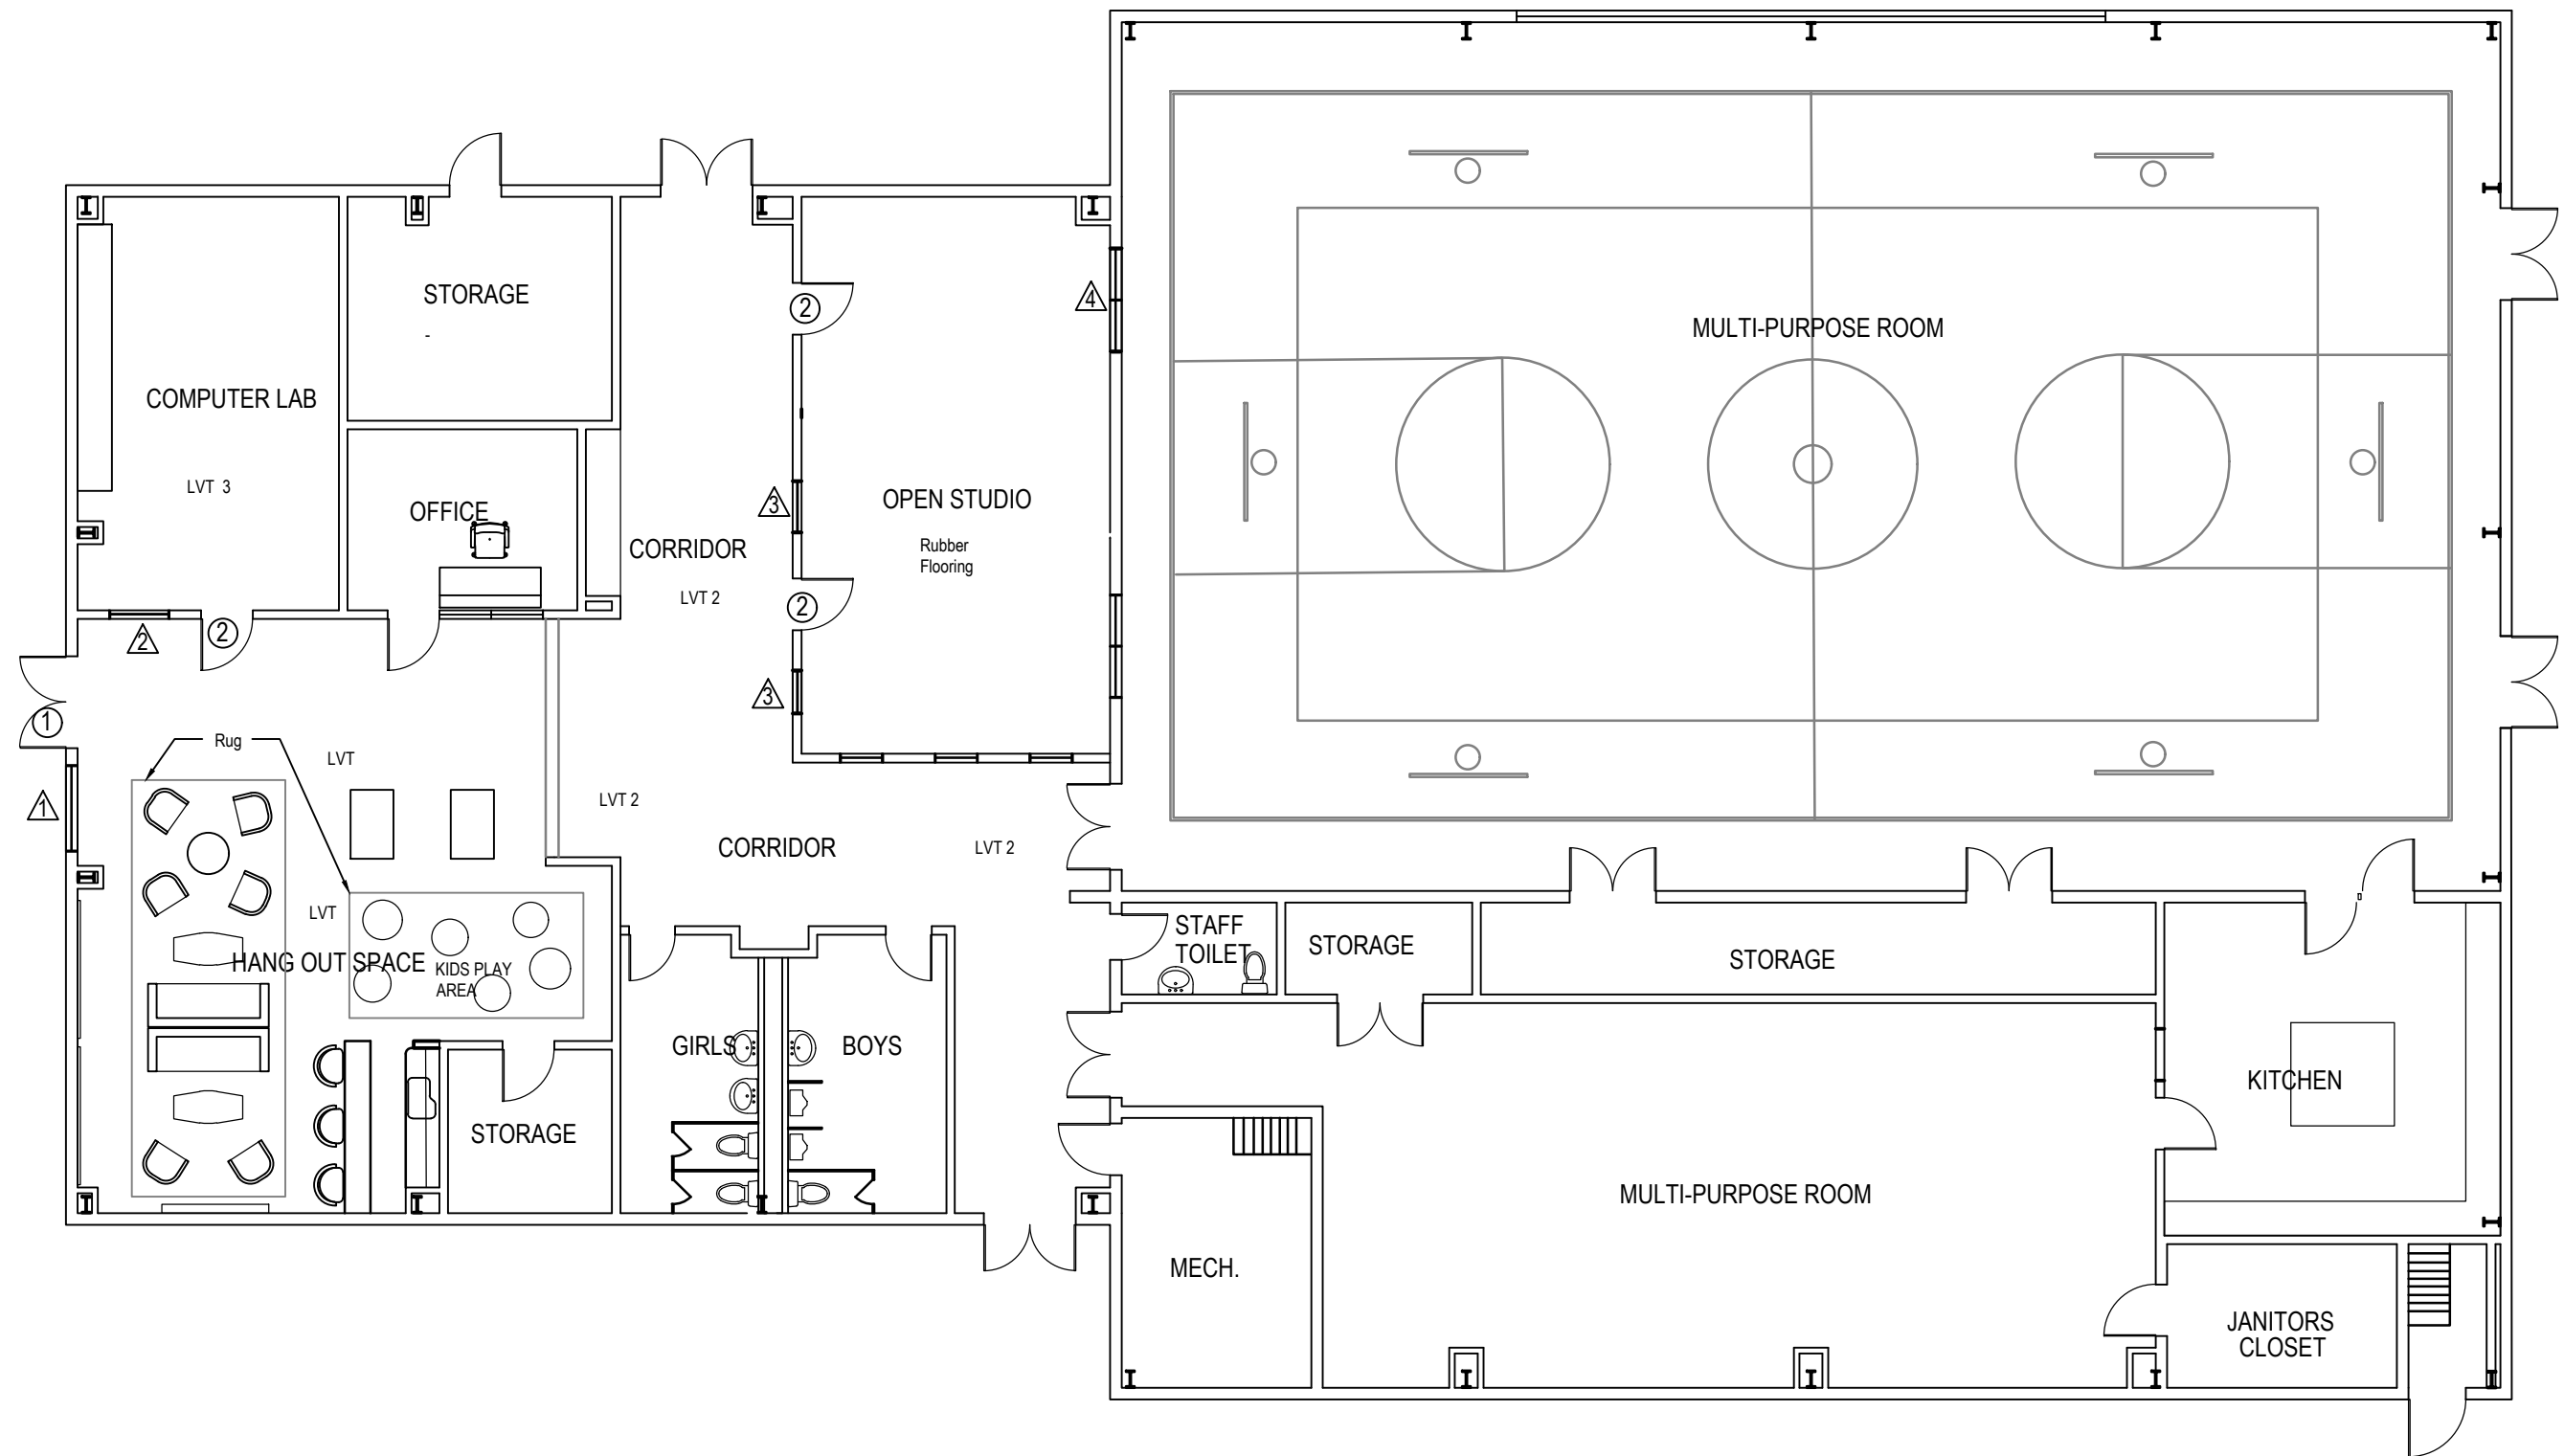 STORAGE
-
4
2
MULTI-PURPOSE ROOM
COMPUTER LAB
LVT 3
OFFICE
3
OPEN STUDIO
Rubber
Flooring
CORRIDOR
LVT 2
2
2
2
3
1
Rug
LVT
1
LVT 2
CORRIDOR
LVT 2
LVT
HANG OUT SPACE
KIDS PLAY
AREA
STAFF
TOILET
STORAGE
STORAGE
GIRLS
BOYS
KITCHEN
STORAGE
MULTI-PURPOSE ROOM
MECH.
JANITORS
CLOSET